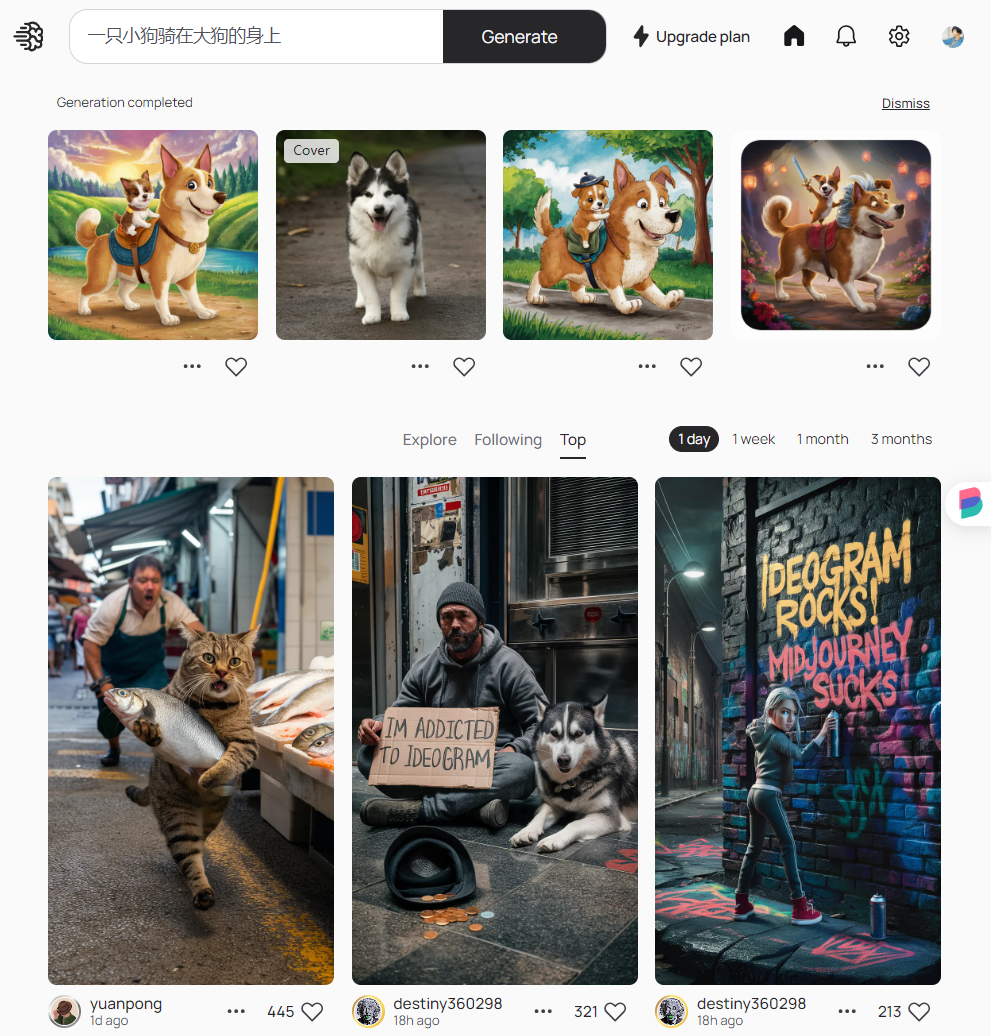 一只小狗骑在大狗的身上
Generate
Upgrade plan
Generation completed
Dismiss
Cover
Explore
Following
Top
1 day
1 week
1 month
3 months
IM ADDICTED
TO IDEOGRAM
IDEOGRAM
ROCKS!
MIDJOURNEY
SUCKS
yuanpong
1d ago
445
destiny360298
18h ago
321
destiny360298
18h ago
213